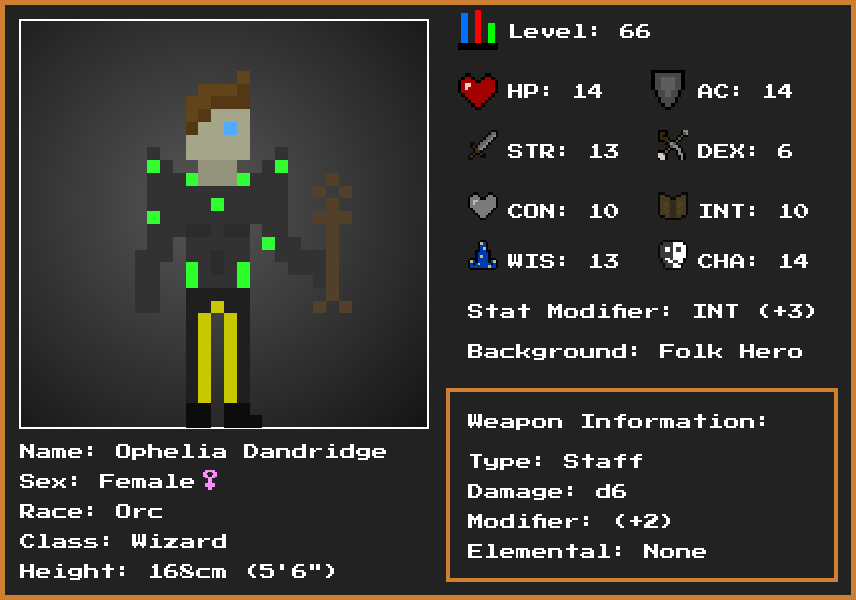 Level: 66
HP: 14 AC: 14
STR: 13 DEX: 6
CON: 10 INT: 10
WIS: 13 CHA: 14
Stat Modifier: INT (+3)
Background: Folk Hero
Weapon Information:
Type: Staff
Damage: d6
Modifier: (+2)
Elemental: None
Name: Ophelia Dandridge
Sex: Female♀
Race: Orc
Class: Wizard
Height: 168cm (5'6")